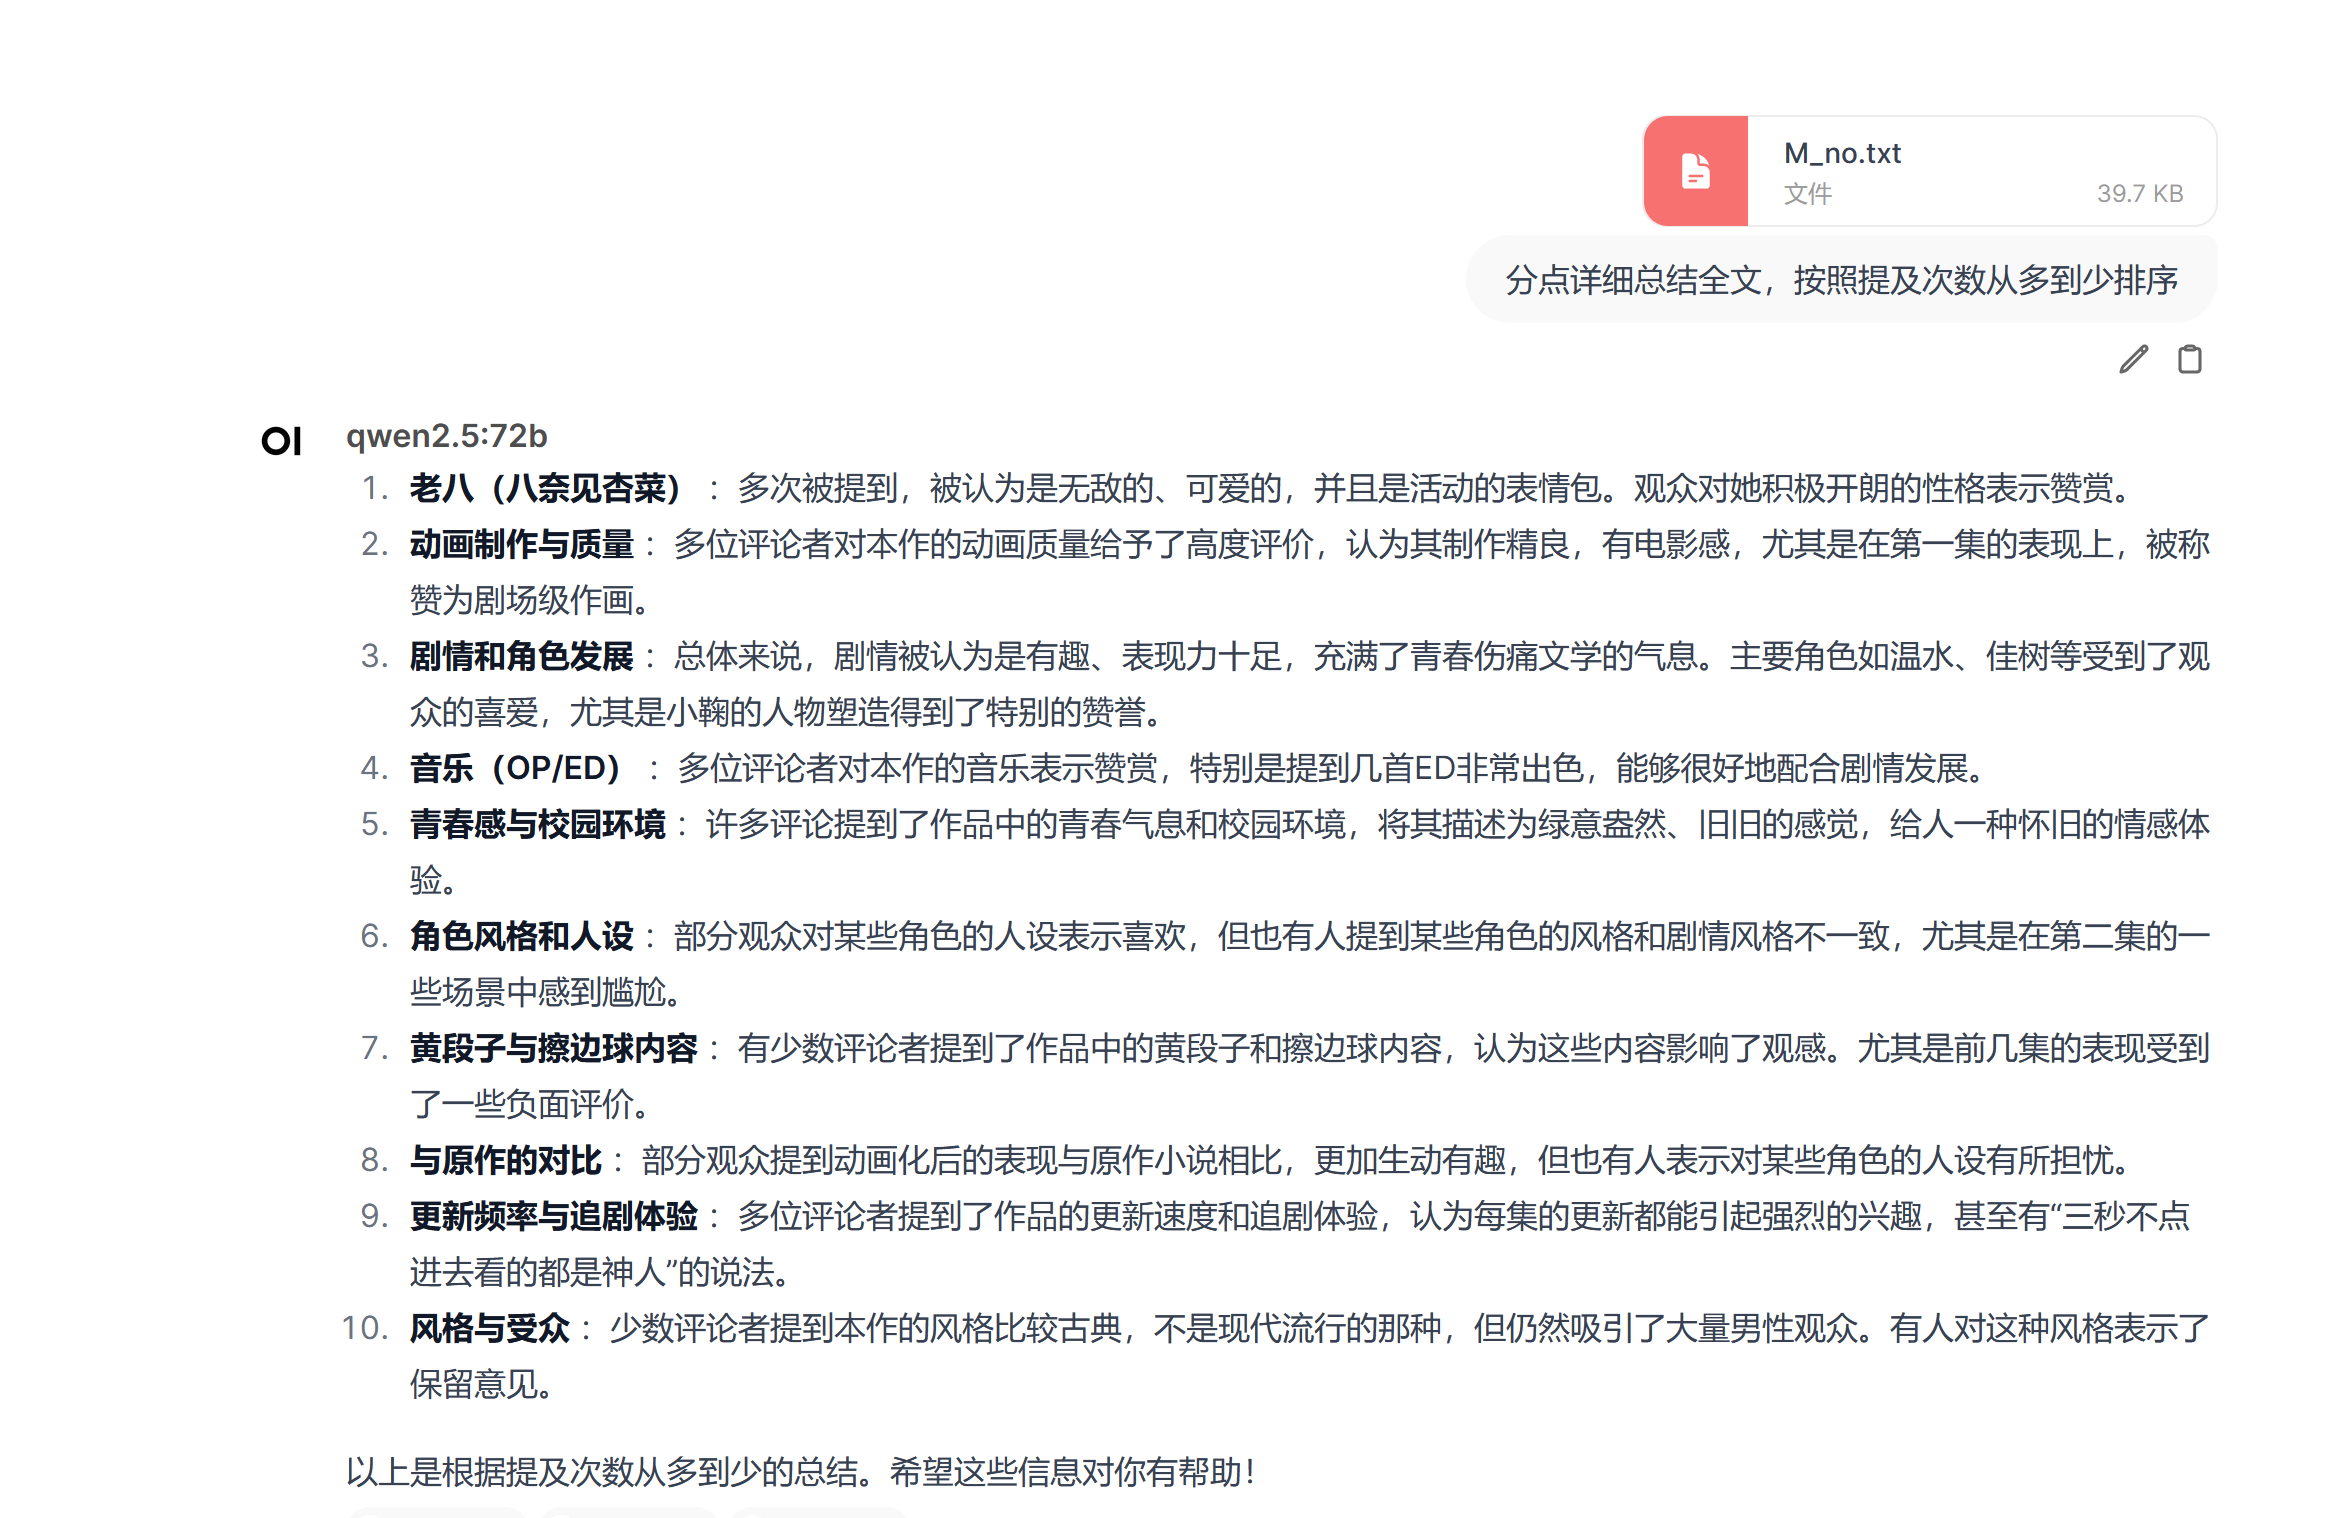 M_no.txt
文件 39.7 KB
分点详细总结全文，按照提及次数从多到少排序
OI
qwen2.5:72b
1. 老八（八奈见杏菜）：多次被提到，被认为是无敌的、可爱的，并且是活动的表情包。观众对她积极开朗的性格表示赞赏。
2. 动画制作与质量：多位评论者对本作的动画质量给予了高度评价，认为其制作精良，有电影感，尤其是在第一集的表现上，被称
赞为剧场级作画。
3. 剧情和角色发展：总体来说，剧情被认为是有趣、表现力十足，充满了青春伤痛文学的气息。主要角色如温水、佳树等受到了观
众的喜爱，尤其是小鞠的人物塑造得到了特别的赞誉。
4. 音乐（OP/ED）：多位评论者对本作的音乐表示赞赏，特别是提到几首ED非常出色，能够很好地配合剧情发展。
5. 青春感与校园环境：许多评论提到了作品中的青春气息和校园环境，将其描述为绿意盎然、旧旧的感觉，给人一种怀旧的情感体
验。
6. 角色风格和人设：部分观众对某些角色的人设表示喜欢，但也有人提到某些角色的风格和剧情风格不一致，尤其是在第二集的一
些场景中感到尴尬。
7. 黄段子与擦边球内容：有少数评论者提到了作品中的黄段子和擦边球内容，认为这些内容影响了观感。尤其是前几集的表现受到
了一些负面评价。
8. 与原作的对比：部分观众提到动画化后的表现与原作小说相比，更加生动有趣，但也有人表示对某些角色的人设有所担忧。
9. 更新频率与追剧体验：多位评论者提到了作品的更新速度和追剧体验，认为每集的更新都能引起强烈的兴趣，甚至有“三秒不点
进去看的都是神人”的说法。
10. 风格与受众：少数评论者提到本作的风格比较古典，不是现代流行的那种，但仍然吸引了大量男性观众。有人对这种风格表示了
保留意见。
以上是根据提及次数从多到少的总结。希望这些信息对你有帮助！